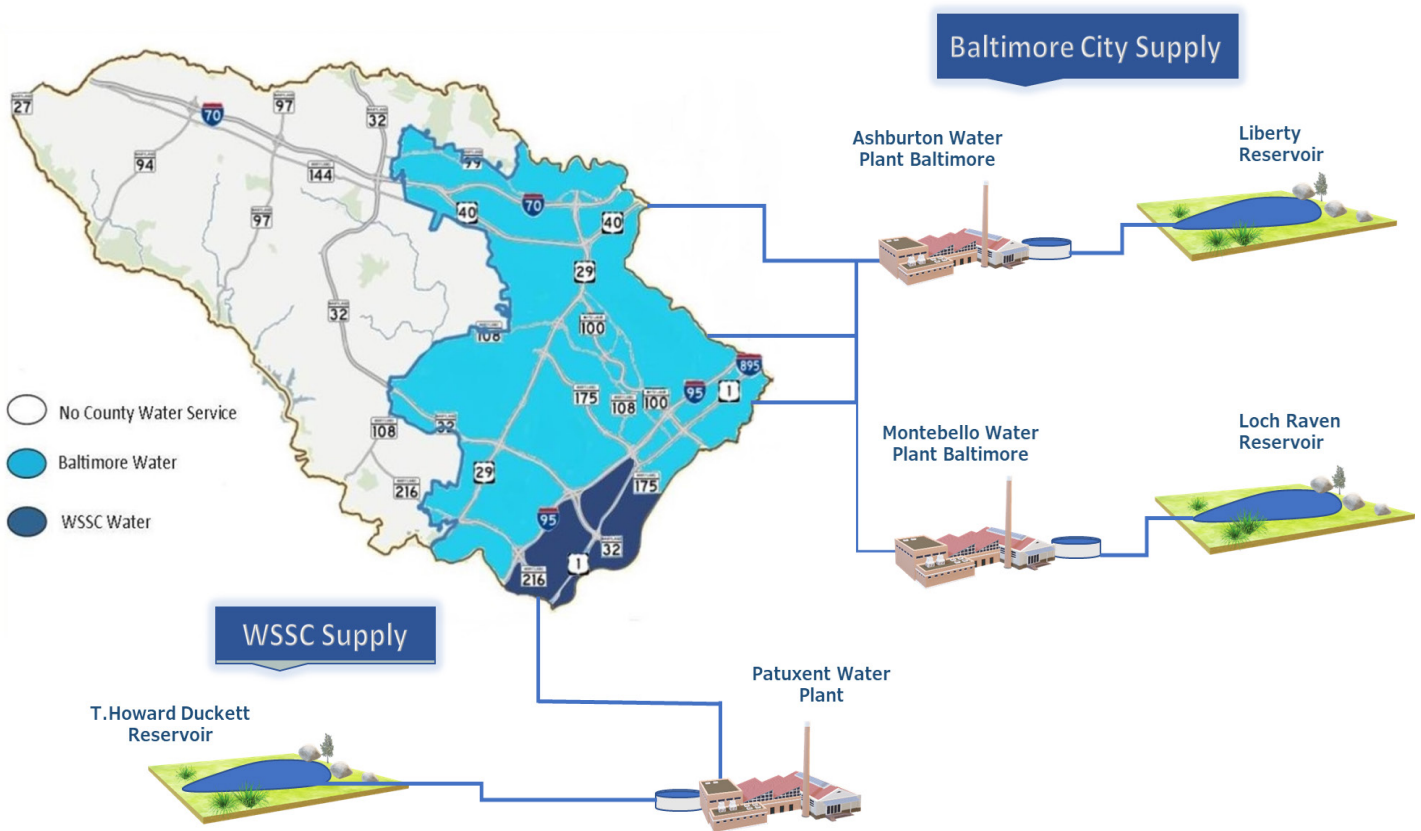 Baltimore City Supply
Ashburton Water
Plant Baltimore
Liberty
Reservoir
27
70
97
32
94
144
99
97
40
70
40
29
32
108
100
895
95
1
175
108
100
No County Water Service
Baltimore Water
WSSC Water
108
32
216
29
175
95
32
1
216
Montebello Water
Plant Baltimore
Loch Raven
Reservoir
WSSC Supply
Patuxent Water
Plant
T.Howard Duckett
Reservoir